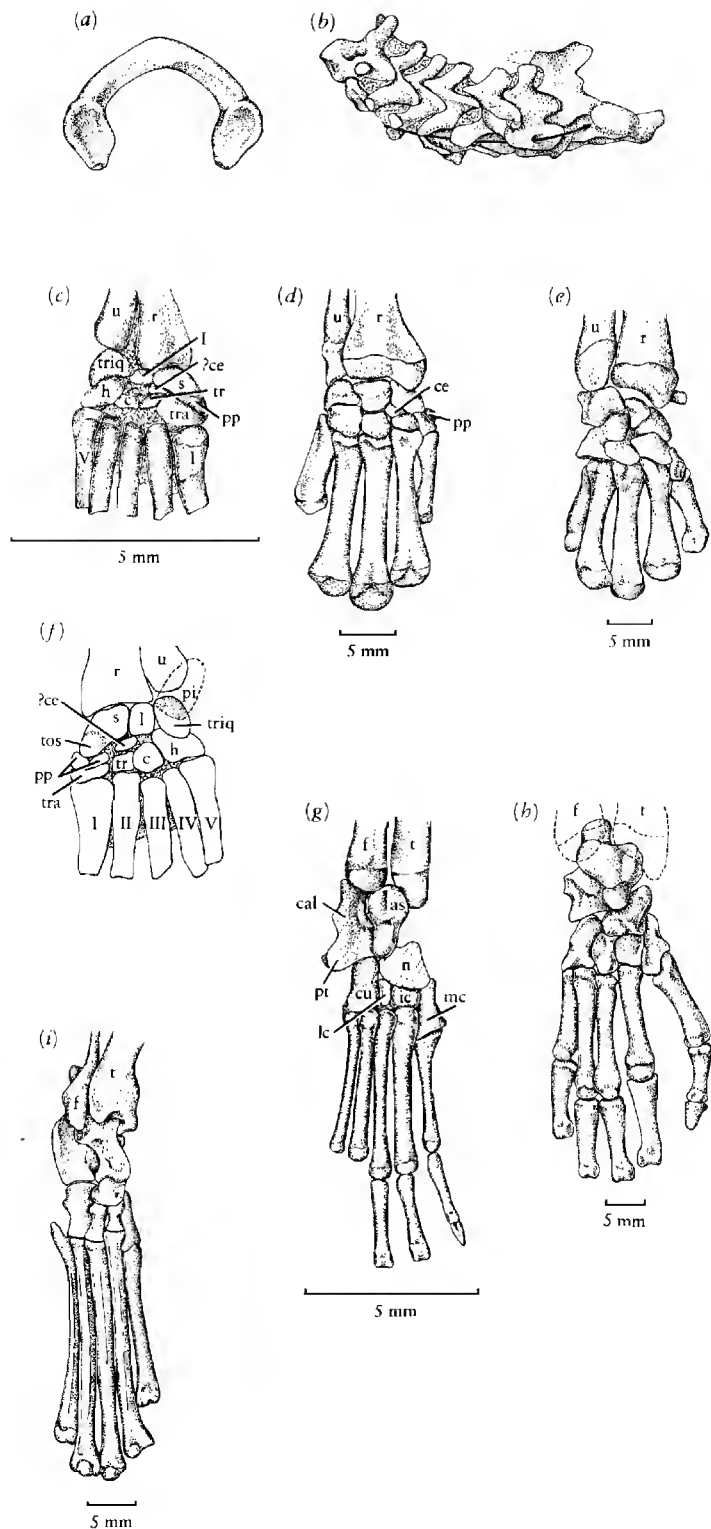 (a)
(b)
(c)
u
r
l
triq
?ce
s
h
c
tr
tra
pp
V
I
5 mm
(d)
u
r
ce
pp
5 mm
(e)
u
r
5 mm
(f)
r
u
?ce
pi
s
l
triq
tos
h
pp
tr
c
tra
I
II
III
IV
V
(g)
f
t
cal
as
n
pt
cu
ic
mc
lc
5 mm
(h)
f
t
5 mm
(i)
t
f
5 mm